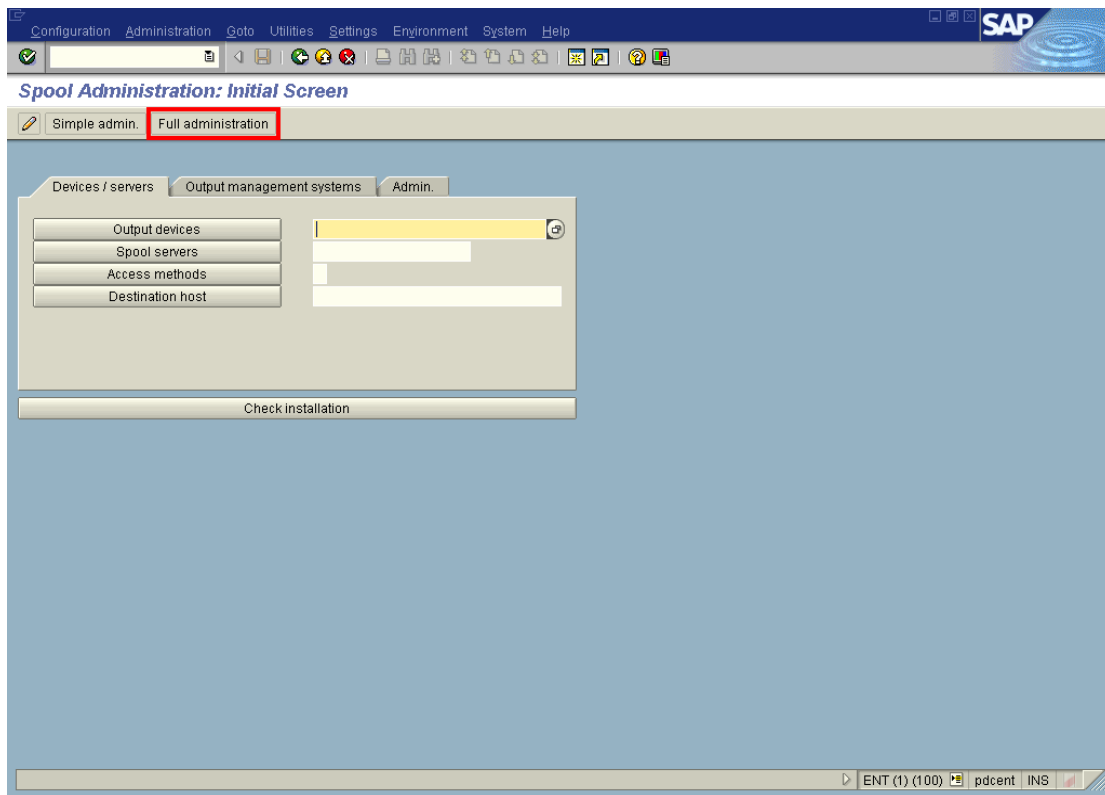 Configuration Administration Goto Utilities Settings Environment System Help
SAP
Spool Administration: Initial Screen
Simple admin. Full administration
Devices / servers Output management systems Admin.
Output devices
Spool servers
Access methods
Destination host
Check installation
ENT (1) (100) pdcent INS